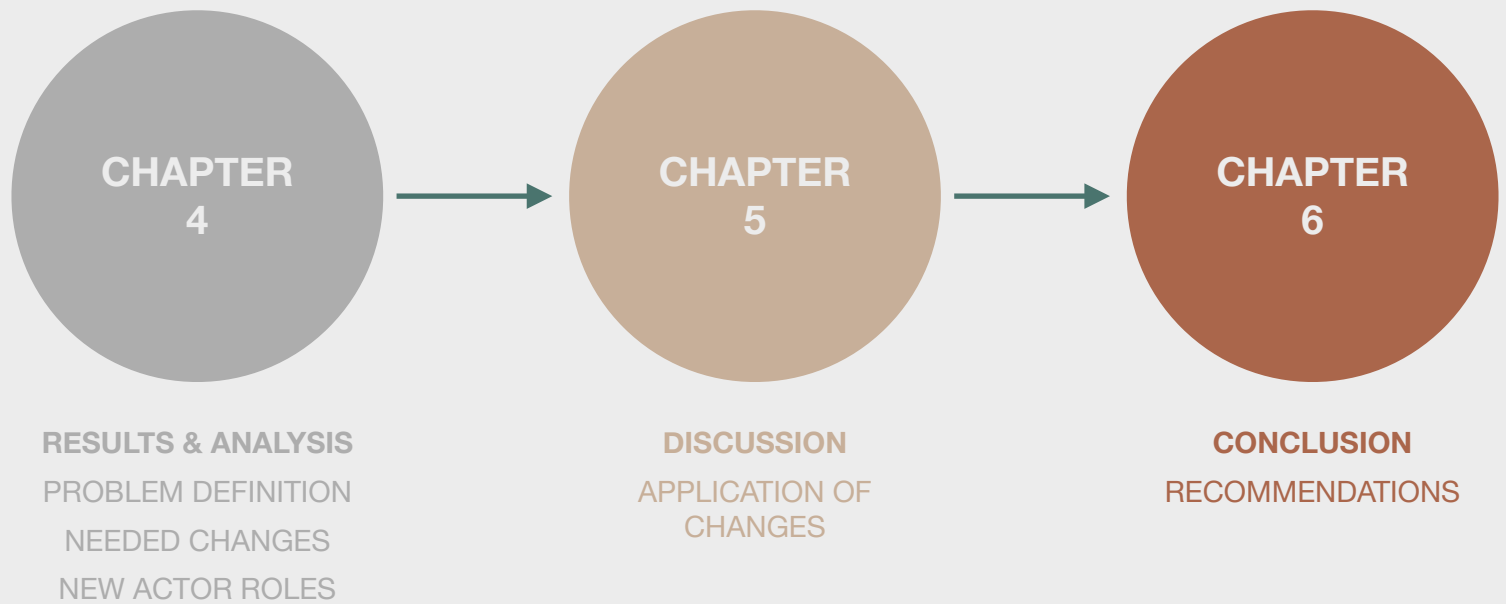 CHAPTER
4
CHAPTER
5
CHAPTER
6
RESULTS & ANALYSIS
PROBLEM DEFINITION
NEEDED CHANGES
NEW ACTOR ROLES
DISCUSSION
APPLICATION OF
CHANGES
CONCLUSION
RECOMMENDATIONS